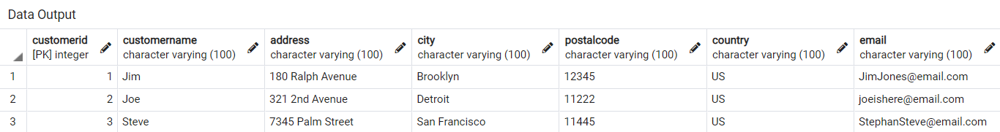 Data Output
customerid customername address city postalcode country email
[PK] integer character varying (100) character varying (100) character varying (100) character varying (100) character varying (100) character varying (100)
1 1 Jim 180 Ralph Avenue Brooklyn 12345 US JimJones@email.com
2 2 Joe 321 2nd Avenue Detroit 11222 US joeishere@email.com
3 3 Steve 7345 Palm Street San Francisco 11445 US StephanSteve@email.com